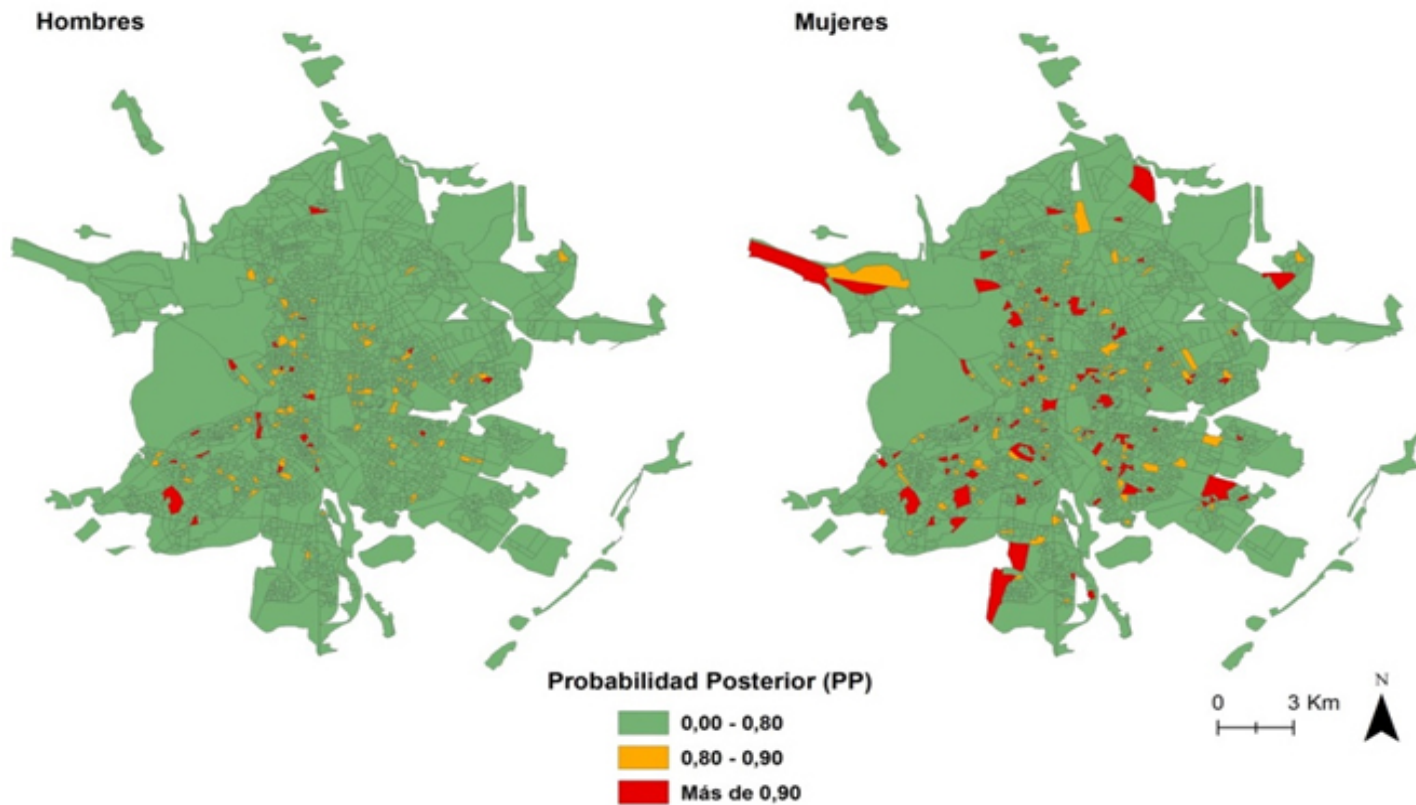 Hombres
Mujeres
Probabilidad Posterior (PP)
0,00 - 0,80
0,80 - 0,90
Más de 0,90
N
0 3 Km